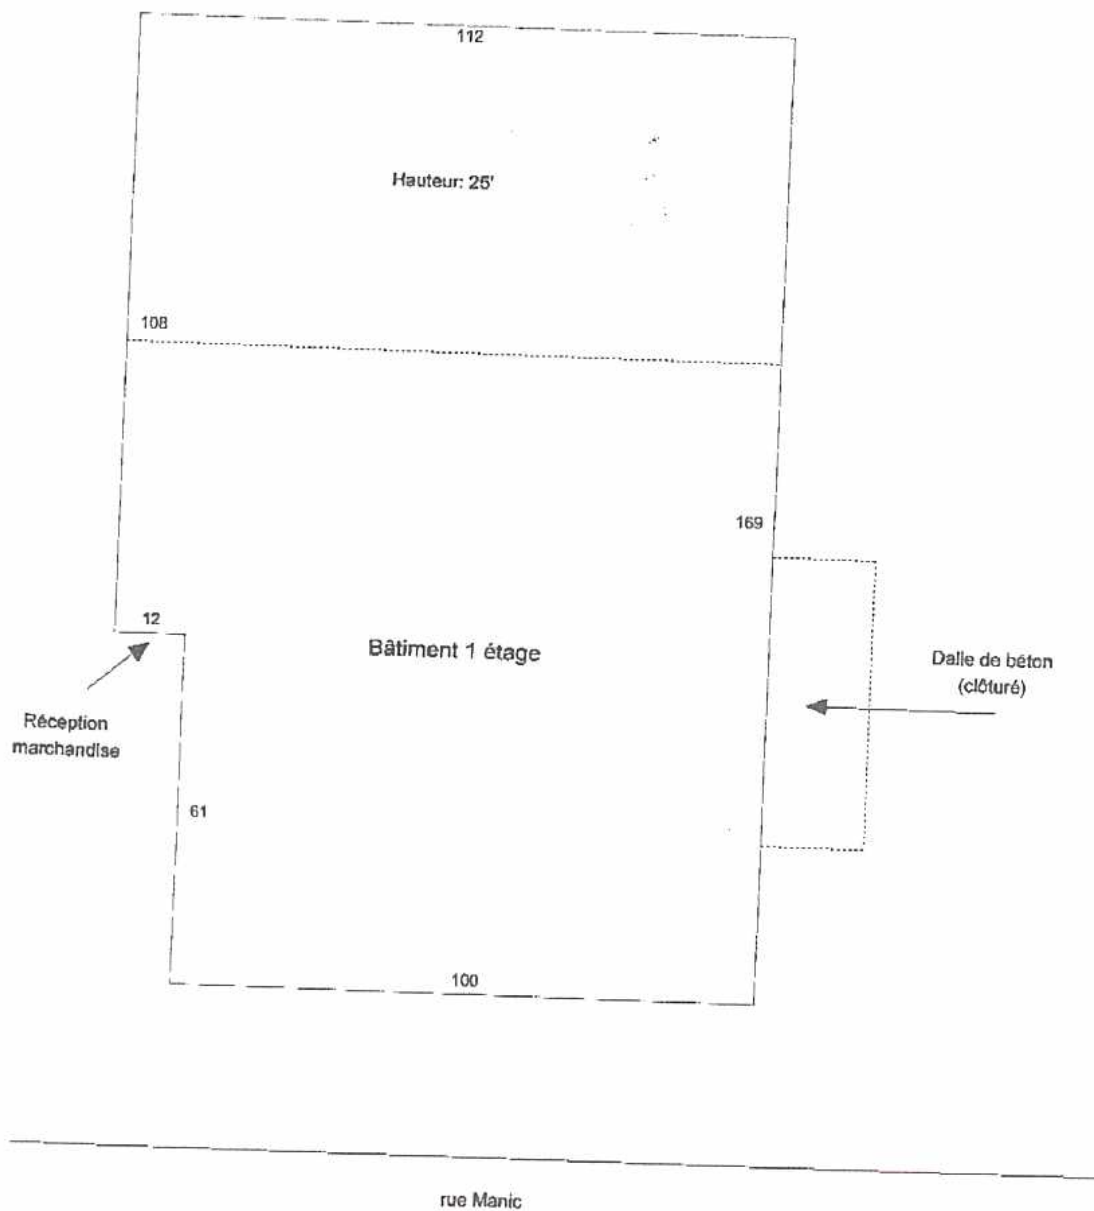 112
Hauteur: 25'
108
169
12
Bâtiment 1 étage
Dalle de béton
(clôturé)
Réception
marchandise
61
100
rue Manic